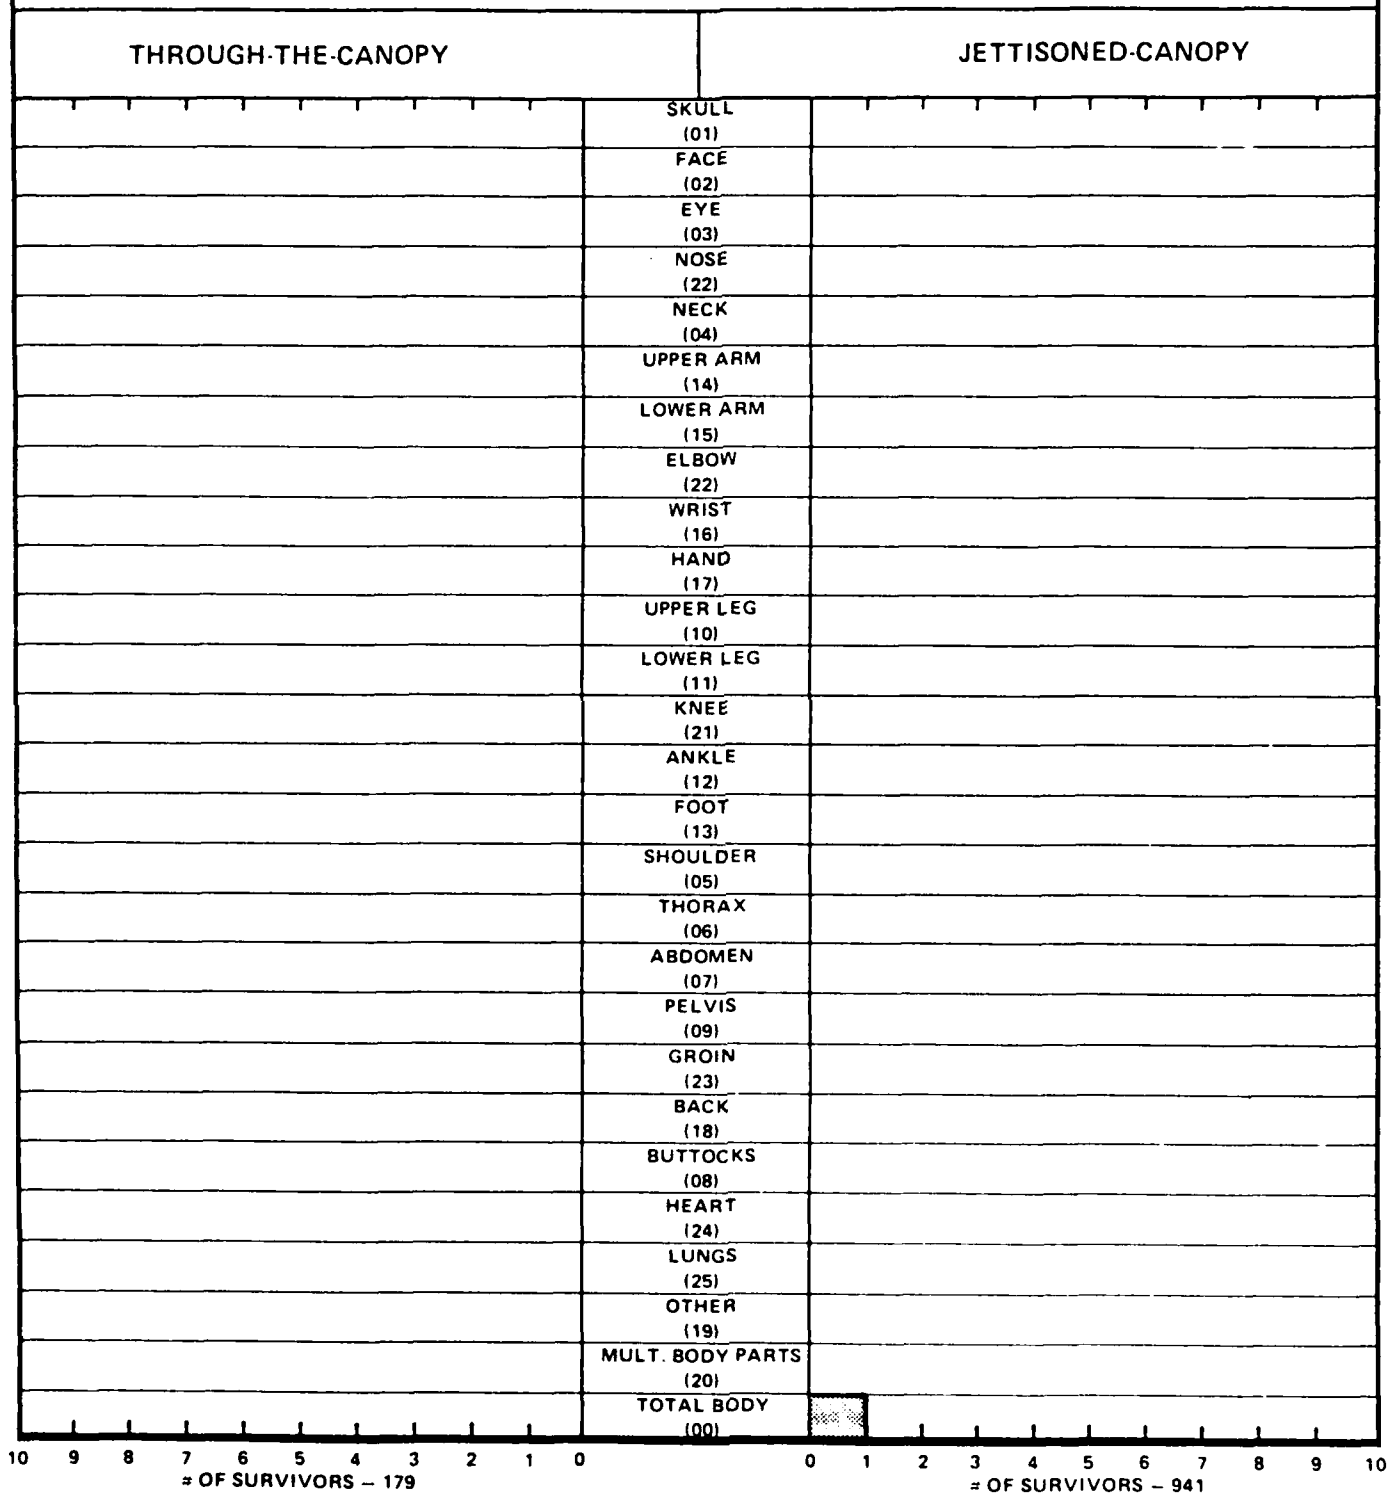 THROUGH-THE-CANOPY JETTISONED-CANOPY
SKULL
(01)
FACE
(02)
EYE
(03)
NOSE
(22)
NECK
(04)
UPPER ARM
(14)
LOWER ARM
(15)
ELBOW
(22)
WRIST
(16)
HAND
(17)
UPPER LEG
(10)
LOWER LEG
(11)
KNEE
(21)
ANKLE
(12)
FOOT
(13)
SHOULDER
(05)
THORAX
(06)
ABDOMEN
(07)
PELVIS
(09)
GROIN
(23)
BACK
(18)
BUTTOCKS
(08)
HEART
(24)
LUNGS
(25)
OTHER
(19)
MULT. BODY PARTS
(20)
TOTAL BODY
(00)
10 9 8 7 6 5 4 3 2 1 0 0 1 2 3 4 5 6 7 8 9 10
# OF SURVIVORS – 179 # OF SURVIVORS – 941